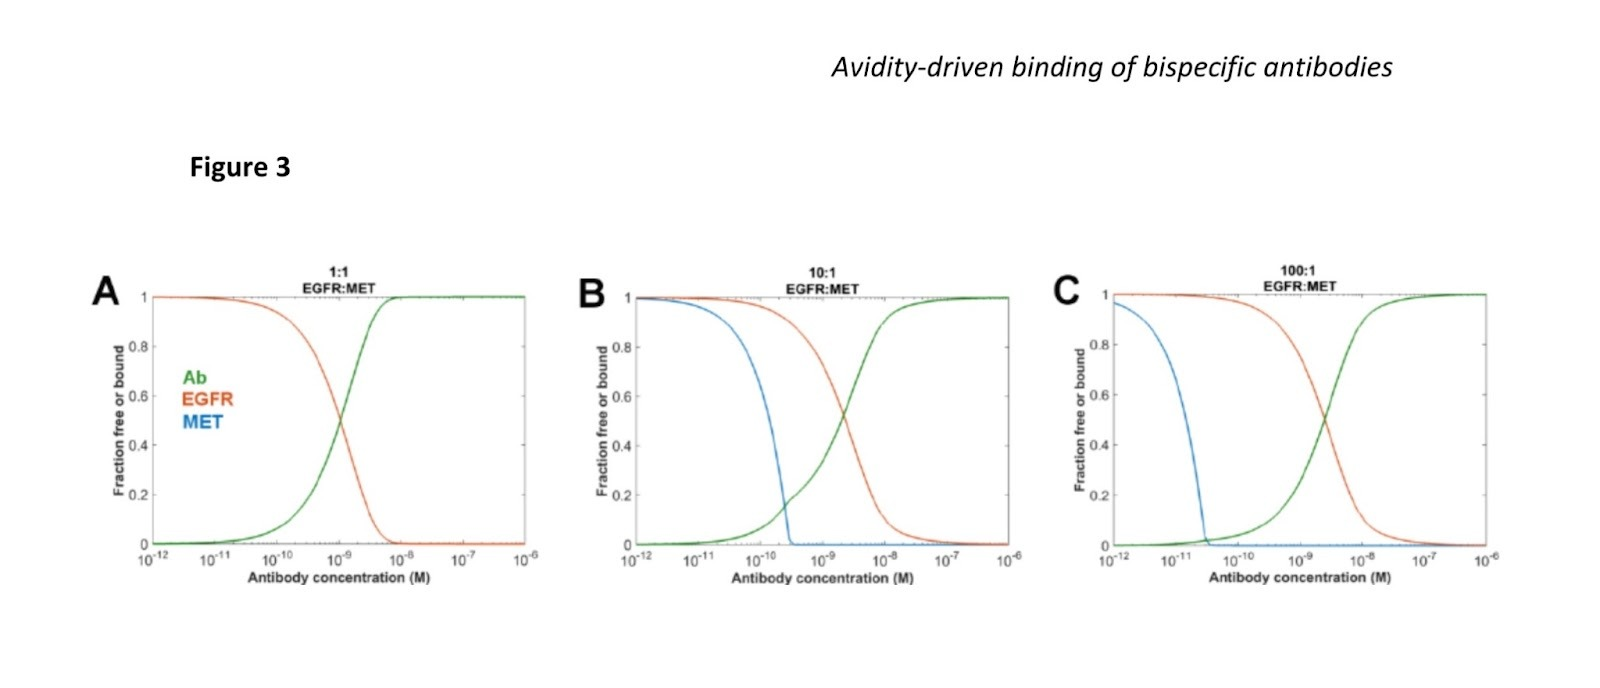 Avidity-driven binding of bispecific antibodies
Figure 3
A
1:1
EGFR:MET
Fraction free or bound
1
0.8
0.6
0.4
0.2
0
Ab
EGFR
MET
10⁻¹² 10⁻¹¹ 10⁻¹⁰ 10⁻⁹ 10⁻⁸ 10⁻⁷ 10⁻⁶
Antibody concentration (M)
B
10:1
EGFR:MET
Fraction free or bound
1
0.8
0.6
0.4
0.2
0
10⁻¹² 10⁻¹¹ 10⁻¹⁰ 10⁻⁹ 10⁻⁸ 10⁻⁷ 10⁻⁶
Antibody concentration (M)
C
100:1
EGFR:MET
Fraction free or bound
1
0.8
0.6
0.4
0.2
0
10⁻¹² 10⁻¹¹ 10⁻¹⁰ 10⁻⁹ 10⁻⁸ 10⁻⁷ 10⁻⁶
Antibody concentration (M)